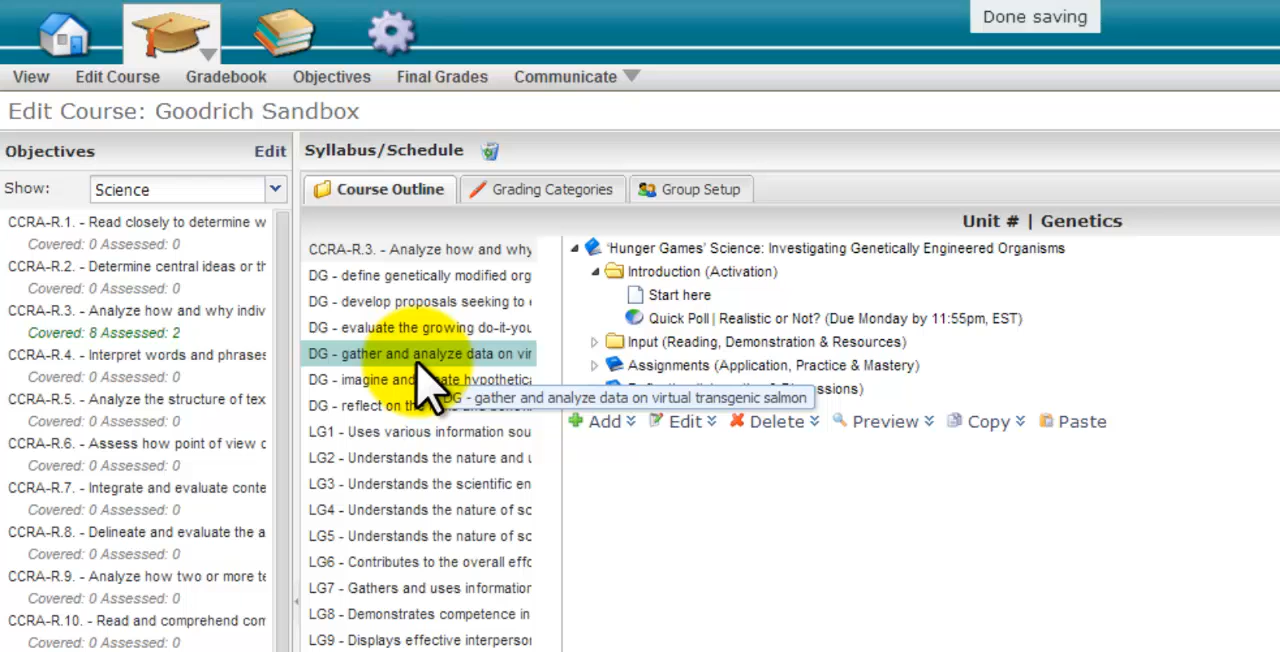 Done saving
View Edit Course Gradebook Objectives Final Grades Communicate
Edit Course: Goodrich Sandbox
Objectives Edit
Show: Science
CCRA-R.1. - Read closely to determine w
Covered: 0 Assessed: 0
CCRA-R.2. - Determine central ideas or th
Covered: 0 Assessed: 0
CCRA-R.3. - Analyze how and why indiv
Covered: 8 Assessed: 2
CCRA-R.4. - Interpret words and phrases
Covered: 0 Assessed: 0
CCRA-R.5. - Analyze the structure of tex
Covered: 0 Assessed: 0
CCRA-R.6. - Assess how point of view o
Covered: 0 Assessed: 0
CCRA-R.7. - Integrate and evaluate conte
Covered: 0 Assessed: 0
CCRA-R.8. - Delineate and evaluate the a
Covered: 0 Assessed: 0
CCRA-R.9. - Analyze how two or more te
Covered: 0 Assessed: 0
CCRA-R.10. - Read and comprehend com
Covered: 0 Assessed: 0
Syllabus/Schedule
Course Outline Grading Categories Group Setup
Unit # | Genetics
CCRA-R.3. - Analyze how and why
DG - define genetically modified org
DG - develop proposals seeking to e
DG - evaluate the growing do-it-you
DG - gather and analyze data on vir
DG - imagine and hypothetica
DG - reflect on the
LG1 - Uses various information sou
LG2 - Understands the nature and u
LG3 - Understands the scientific en
LG4 - Understands the nature of sc
LG5 - Understands the nature of sc
LG6 - Contributes to the overall effo
LG7 - Gathers and uses information
LG8 - Demonstrates competence in
LG9 - Displays effective interperso
DG - gather and analyze data on virtual transgenic salmon
'Hunger Games' Science: Investigating Genetically Engineered Organisms
Introduction (Activation)
Start here
Quick Poll | Realistic or Not? (Due Monday by 11:55pm, EST)
Input (Reading, Demonstration & Resources)
Assignments (Application, Practice & Mastery)
Add Edit Delete Preview Copy Paste